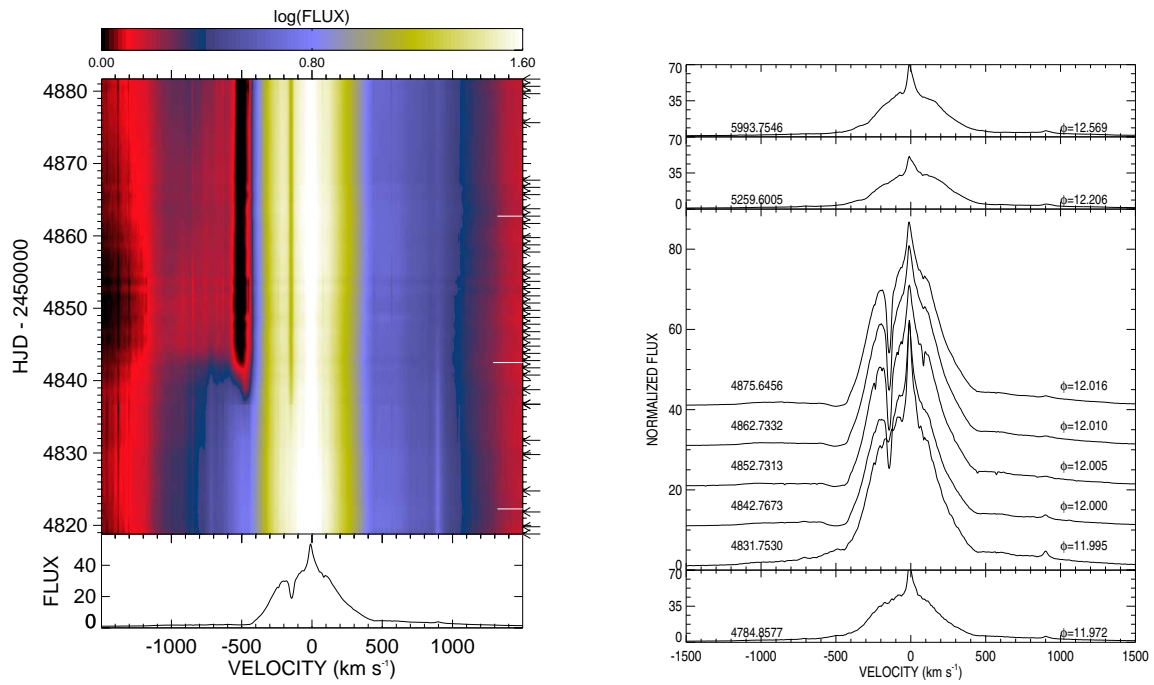 log(FLUX)
0.00 0.80 1.60
HJD - 2450000
4880
4870
4860
4850
4840
4830
4820
FLUX
40
20
0
-1000 0 1000
VELOCITY (km s-1)
70
35
5993.7546 ϕ=12.569
70
35
0
5259.6005 ϕ=12.206
NORMALIZED FLUX
80
60
40
20
0
4875.6456 ϕ=12.016
4862.7332 ϕ=12.010
4852.7313 ϕ=12.005
4842.7673 ϕ=12.000
4831.7530 ϕ=11.995
70
35
0
4784.8577 ϕ=11.972
-1500 -1000 -500 0 500 1000 1500
VELOCITY (km s-1)